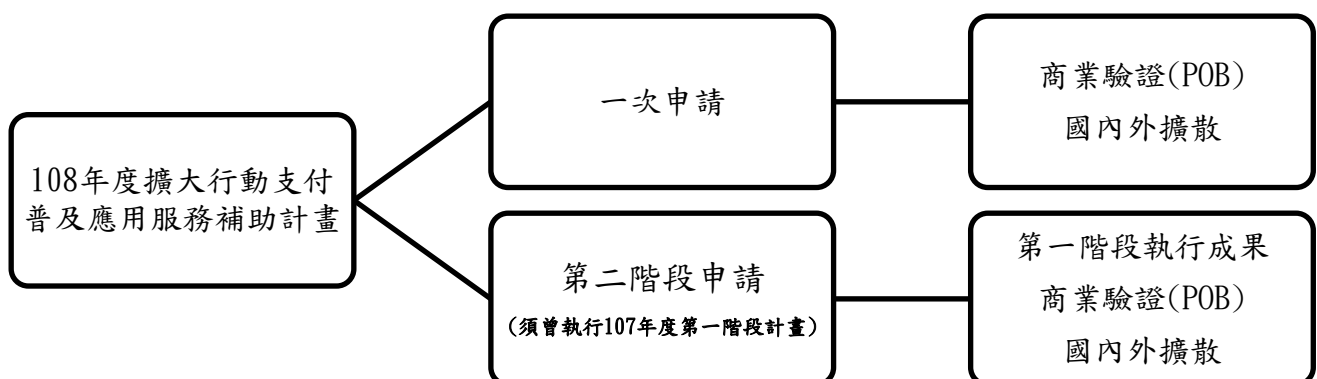 108年度擴大行動支付
普及應用服務補助計畫
一次申請
商業驗證(POB)
國內外擴散
第二階段申請
(須曾執行107年度第一階段計畫)
第一階段執行成果
商業驗證(POB)
國內外擴散